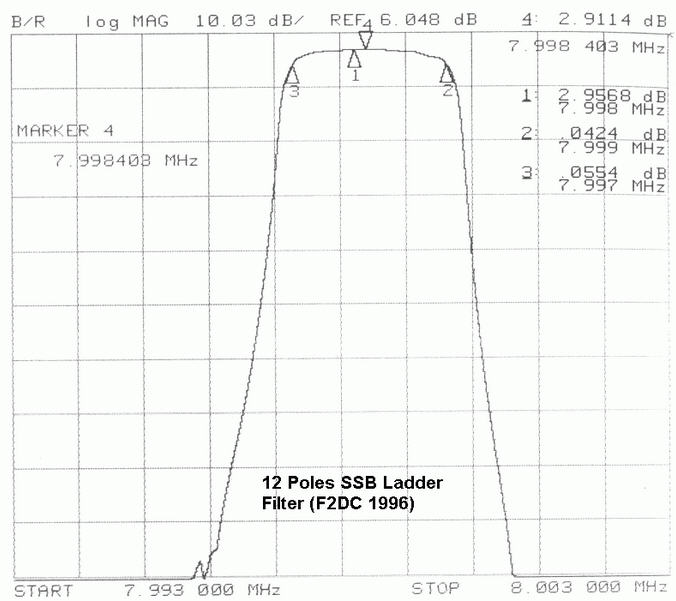 B/R log MAG 10.03 dB/ REF 6.048 dB 4: 2.9114 dB
4
7.998 403 MHz
1
3
2
1: 2.9568 dB
7.998 MHz
MARKER 4
2: .0424 dB
7.999 MHz
7.998403 MHz
3: .0554 dB
7.997 MHz
12 Poles SSB Ladder
Filter (F2DC 1996)
START 7.993 000 MHz STOP 8.003 000 MHz